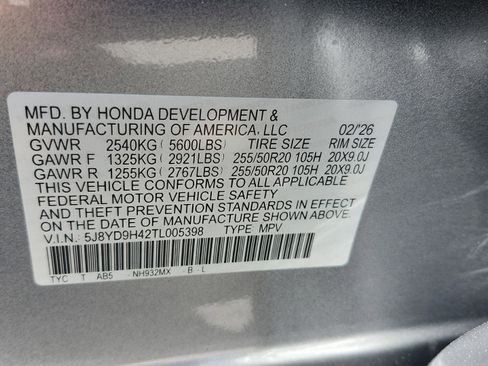 MFD. BY HONDA DEVELOPMENT &
MANUFACTURING OF AMERICA, LLC 02/'26
GVWR 2540KG ( 5600LBS) TIRE SIZE RIM SIZE
GAWR F 1325KG ( 2921LBS) 255/50R20 105H 20X9.0J
GAWR R 1255KG ( 2767LBS) 255/50R20 105H 20X9.0J
THIS VEHICLE CONFORMS TO ALL APPLICABLE
FEDERAL MOTOR VEHICLE SAFETY
AND THEFT PREVENTION STANDARDS IN EFFECT
ON THE DATE OF MANUFACTURE SHOWN ABOVE.
V.I.N.: 5J8YD9H42TL005398 TYPE: MPV
TYC T AB5 NH932MX - B - L